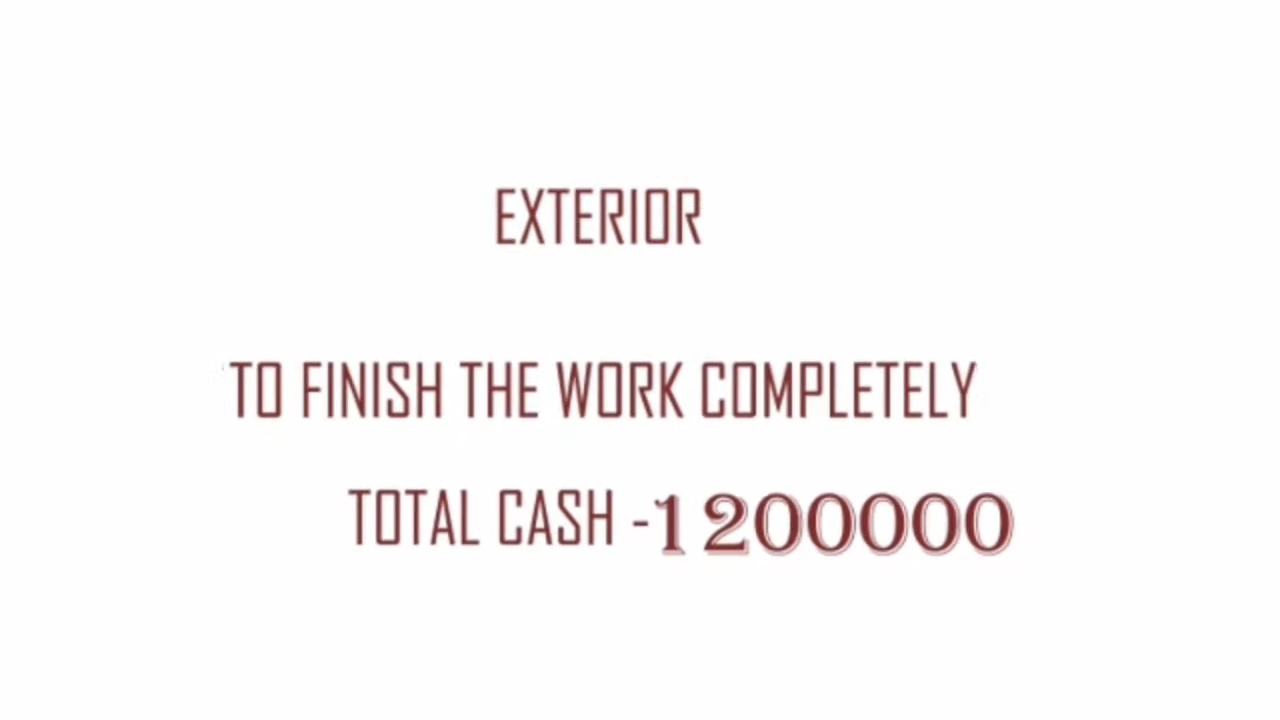 EXTERIOR
TO FINISH THE WORK COMPLETELY
TOTAL CASH -1200000